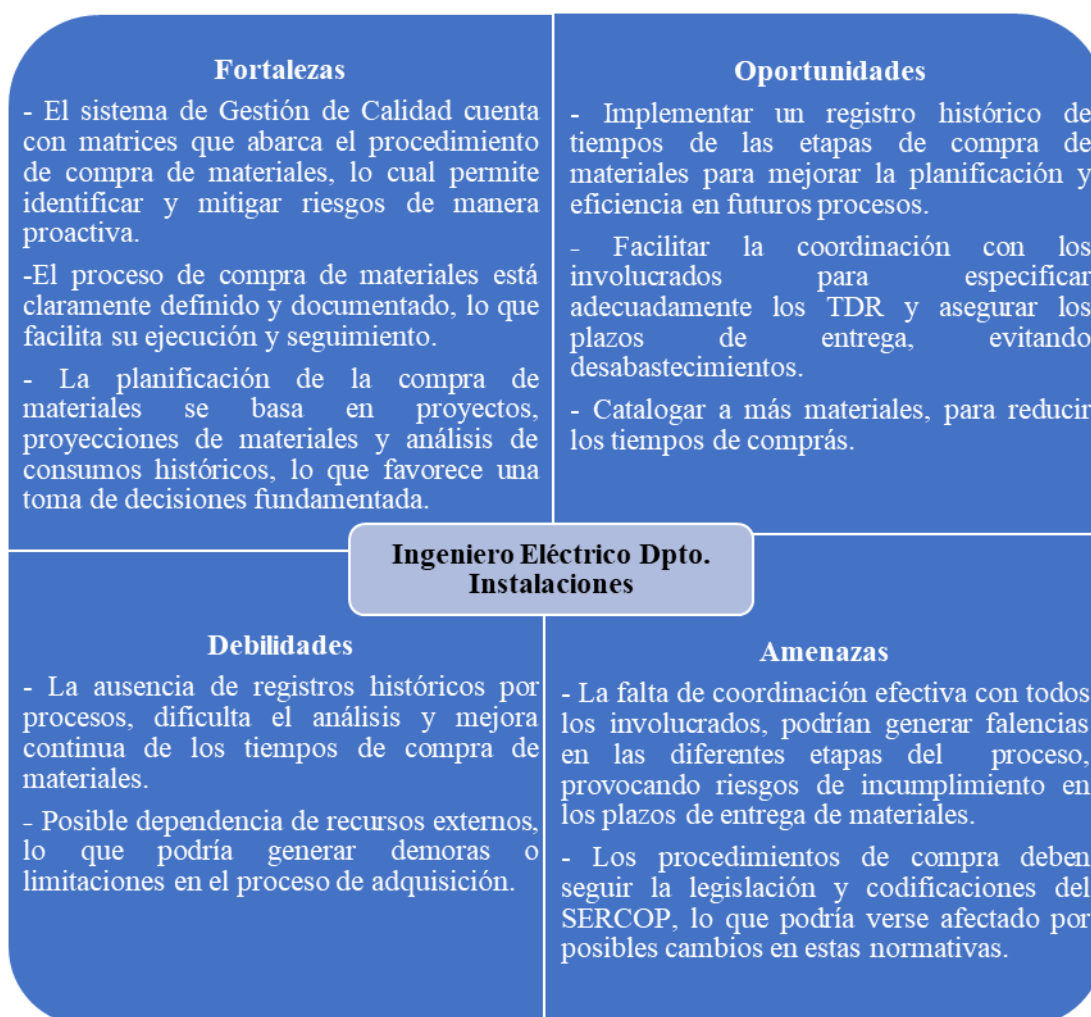 Fortalezas
- El sistema de Gestión de Calidad cuenta
con matrices que abarca el procedimiento
de compra de materiales, lo cual permite
identificar y mitigar riesgos de manera
proactiva.
-El proceso de compra de materiales está
claramente definido y documentado, lo que
facilita su ejecución y seguimiento.
- La planificación de la compra de
materiales se basa en proyectos,
proyecciones de materiales y análisis de
consumos históricos, lo que favorece una
toma de decisiones fundamentada.
Oportunidades
- Implementar un registro histórico de
tiempos de las etapas de compra de
materiales para mejorar la planificación y
eficiencia en futuros procesos.
- Facilitar la coordinación con los
involucrados para especificar
adecuadamente los TDR y asegurar los
plazos de entrega, evitando
desabastecimientos.
- Catalogar a más materiales, para reducir
los tiempos de comprás.
Ingeniero Eléctrico Dpto.
Instalaciones
Debilidades
- La ausencia de registros históricos por
procesos, dificulta el análisis y mejora
continua de los tiempos de compra de
materiales.
- Posible dependencia de recursos externos,
lo que podría generar demoras o
limitaciones en el proceso de adquisición.
Amenazas
- La falta de coordinación efectiva con todos
los involucrados, podrían generar falencias
en las diferentes etapas del proceso,
provocando riesgos de incumplimiento en
los plazos de entrega de materiales.
- Los procedimientos de compra deben
seguir la legislación y codificaciones del
SERCOP, lo que podría verse afectado por
posibles cambios en estas normativas.